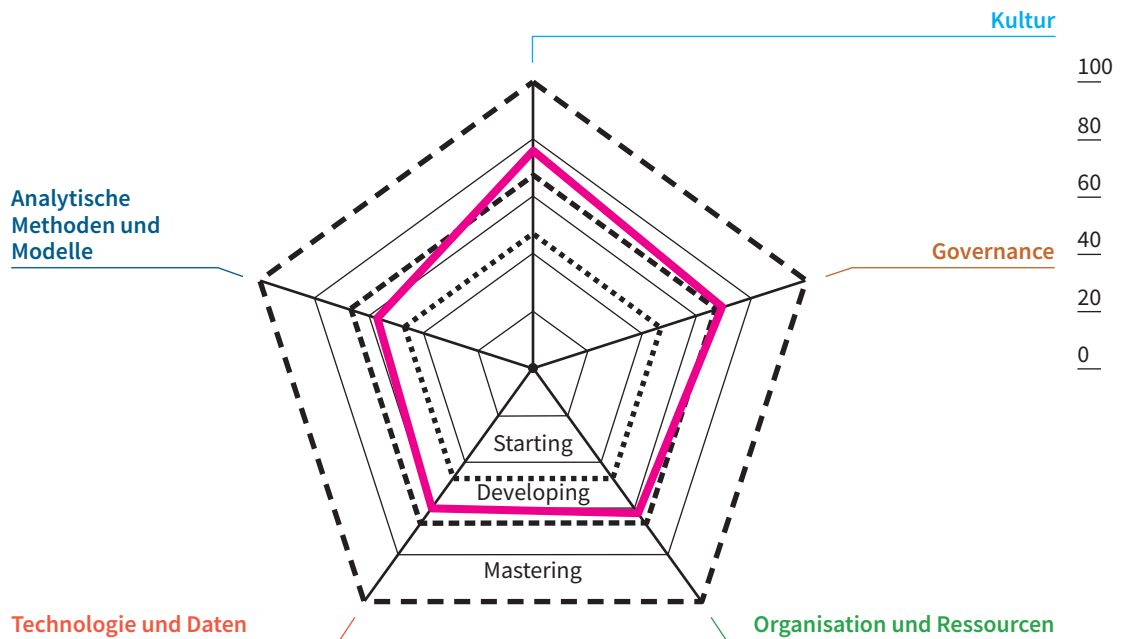 Kultur
100
80
60
40
20
0
Analytische
Methoden und
Modelle
Governance
Starting
Developing
Mastering
Technologie und Daten
Organisation und Ressourcen